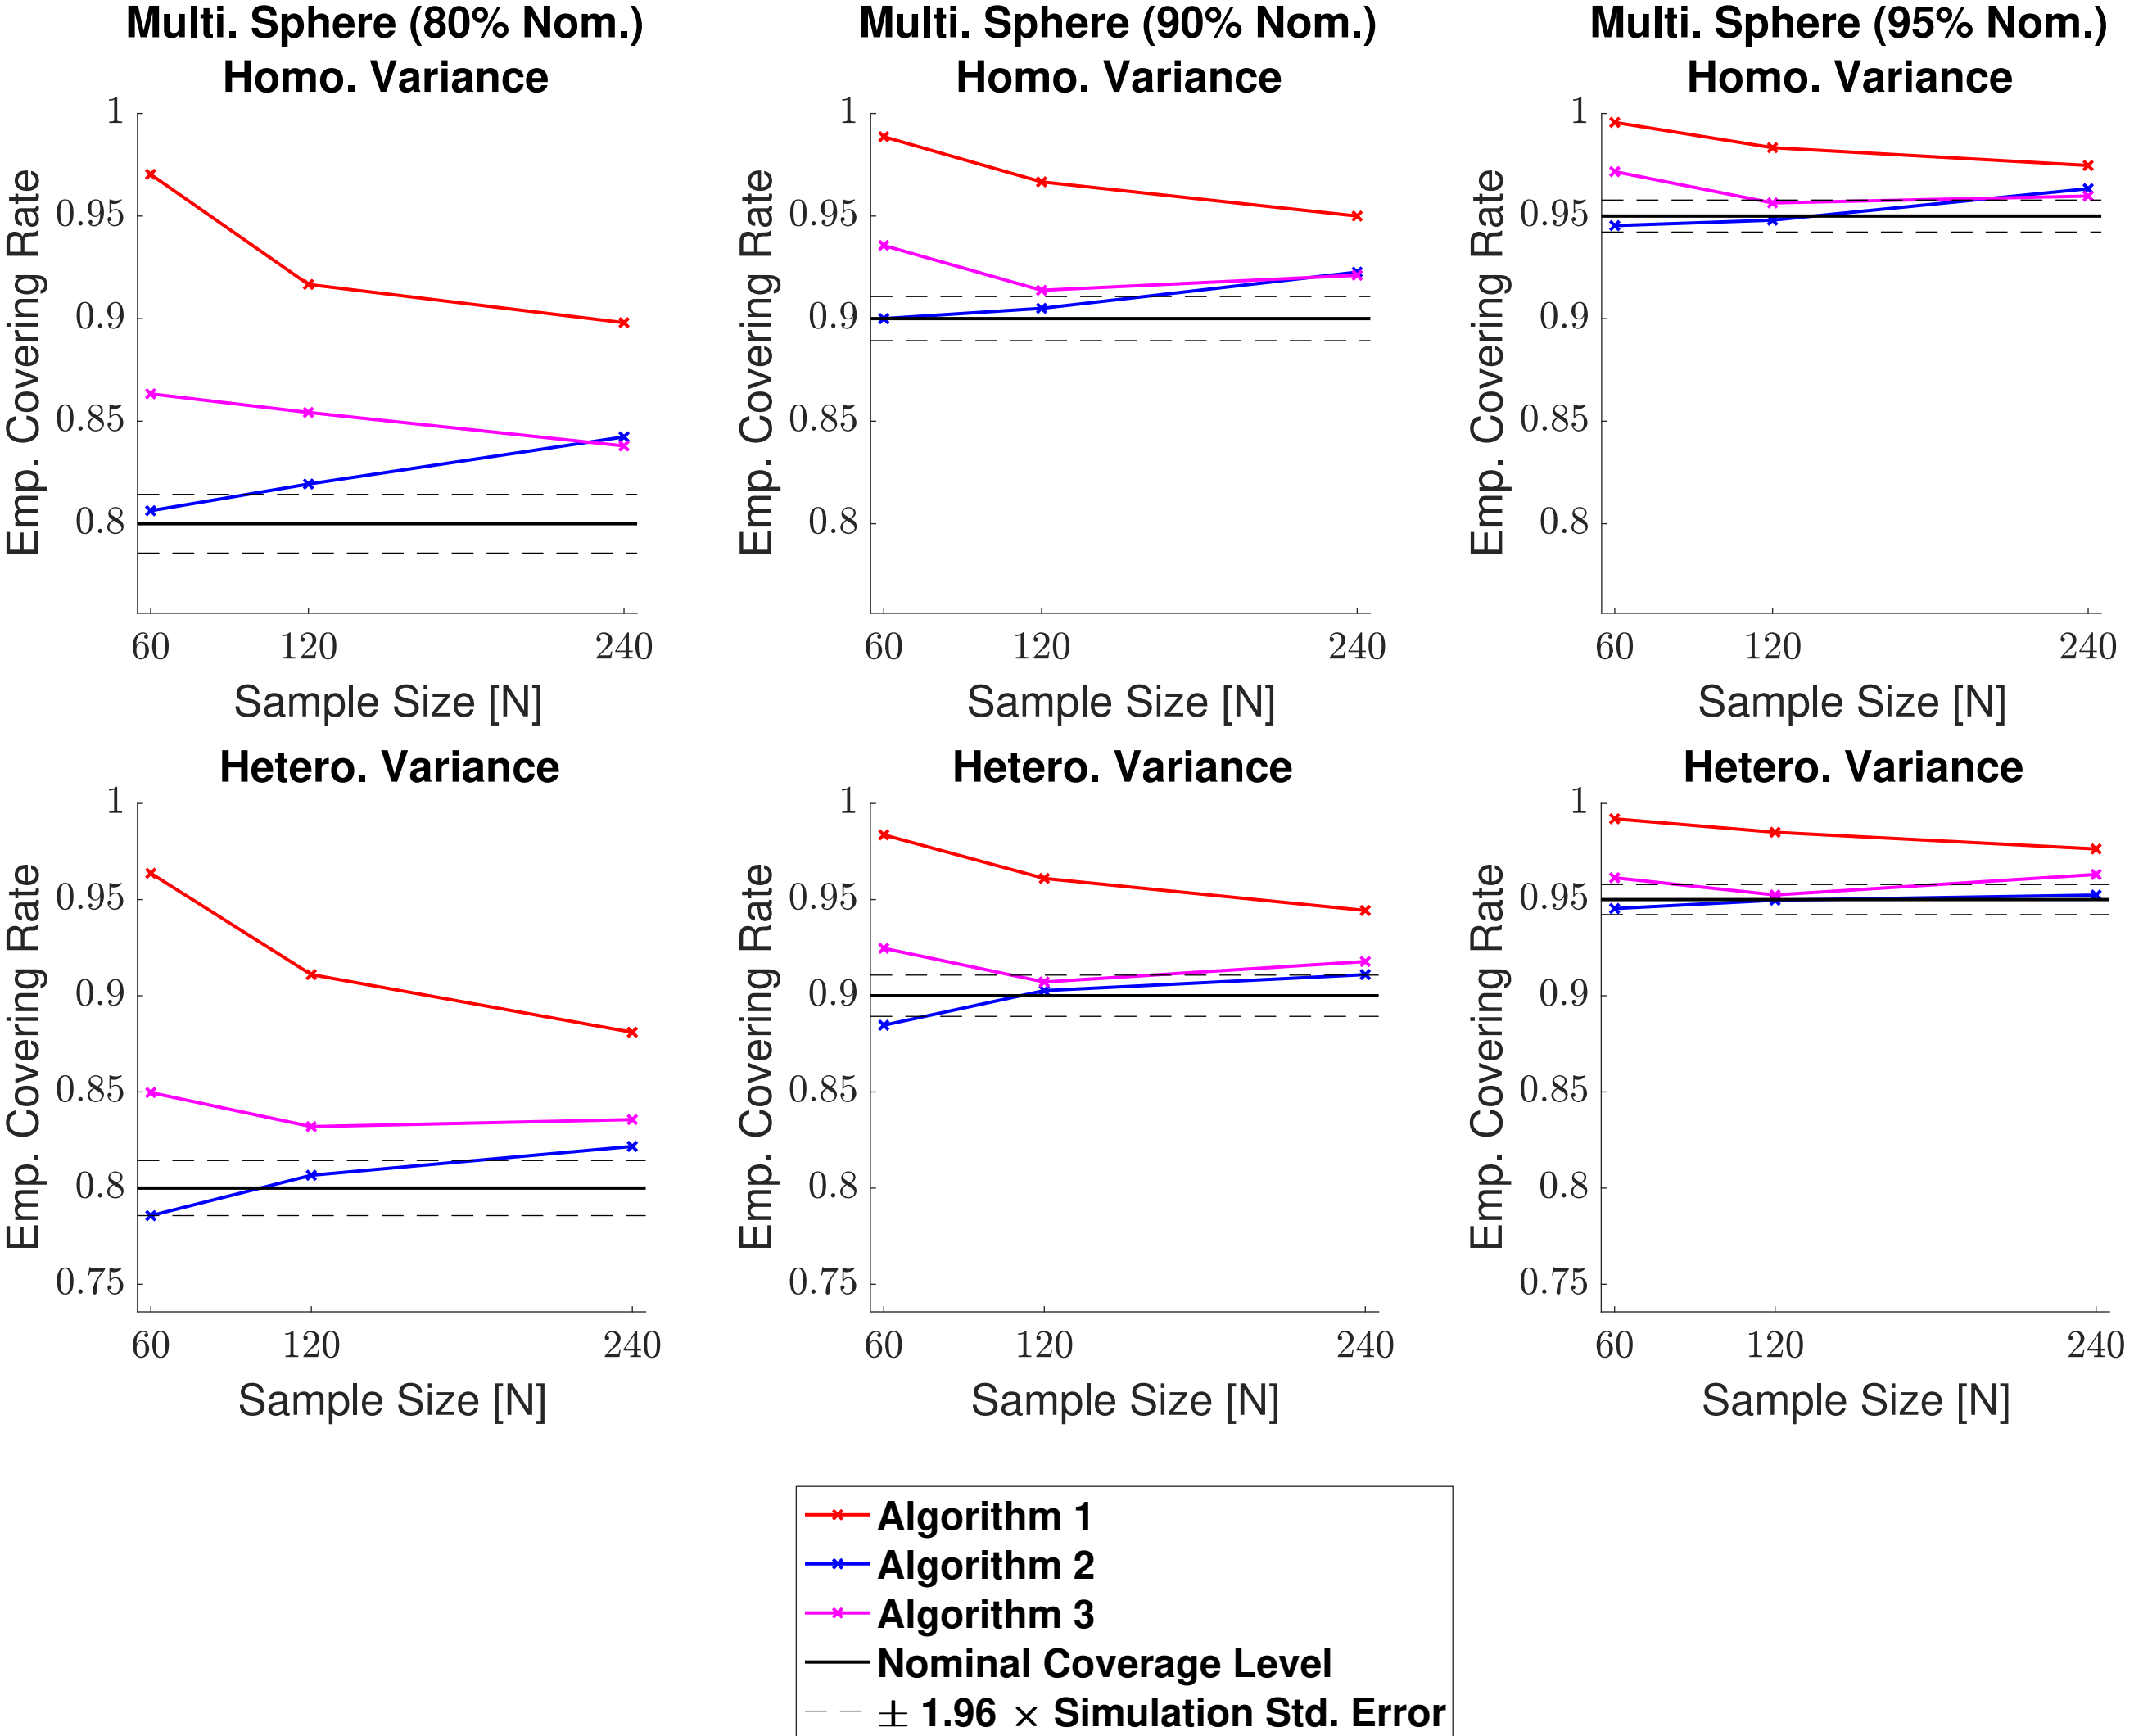 Multi. Sphere (80% Nom.)
Homo. Variance
Emp. Covering Rate
1
0.95
0.9
0.85
0.8
60 120 240
Sample Size [N]
Multi. Sphere (90% Nom.)
Homo. Variance
Emp. Covering Rate
1
0.95
0.9
0.85
0.8
60 120 240
Sample Size [N]
Multi. Sphere (95% Nom.)
Homo. Variance
Emp. Covering Rate
1
0.95
0.9
0.85
0.8
60 120 240
Sample Size [N]
Hetero. Variance
Emp. Covering Rate
1
0.95
0.9
0.85
0.8
0.75
60 120 240
Sample Size [N]
Hetero. Variance
Emp. Covering Rate
1
0.95
0.9
0.85
0.8
0.75
60 120 240
Sample Size [N]
Hetero. Variance
Emp. Covering Rate
1
0.95
0.9
0.85
0.8
0.75
60 120 240
Sample Size [N]
Algorithm 1
Algorithm 2
Algorithm 3
Nominal Coverage Level
± 1.96 × Simulation Std. Error